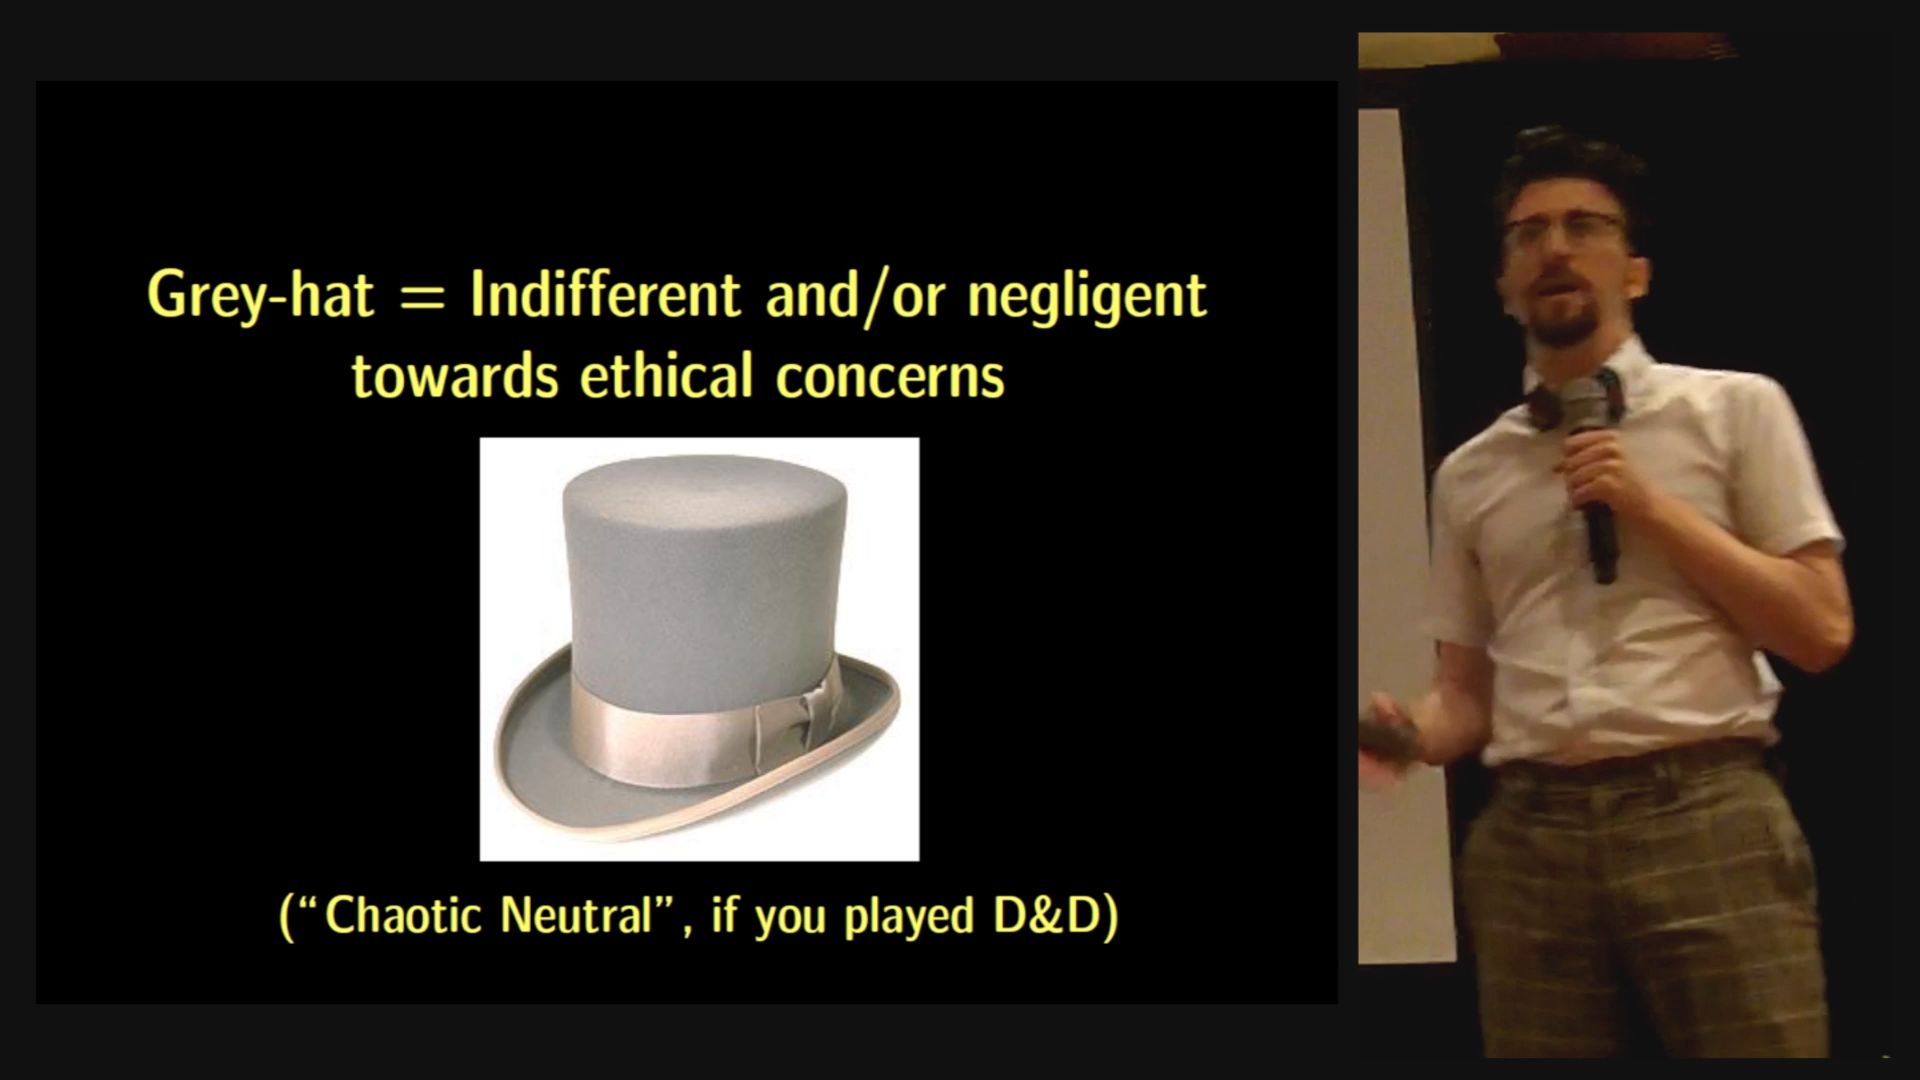 Grey-hat = Indifferent and/or negligent
towards ethical concerns
(“Chaotic Neutral”, if you played D&D)